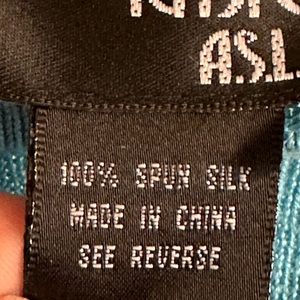 A.S.L.
100% SPUN SILK
MADE IN CHINA
SEE REVERSE